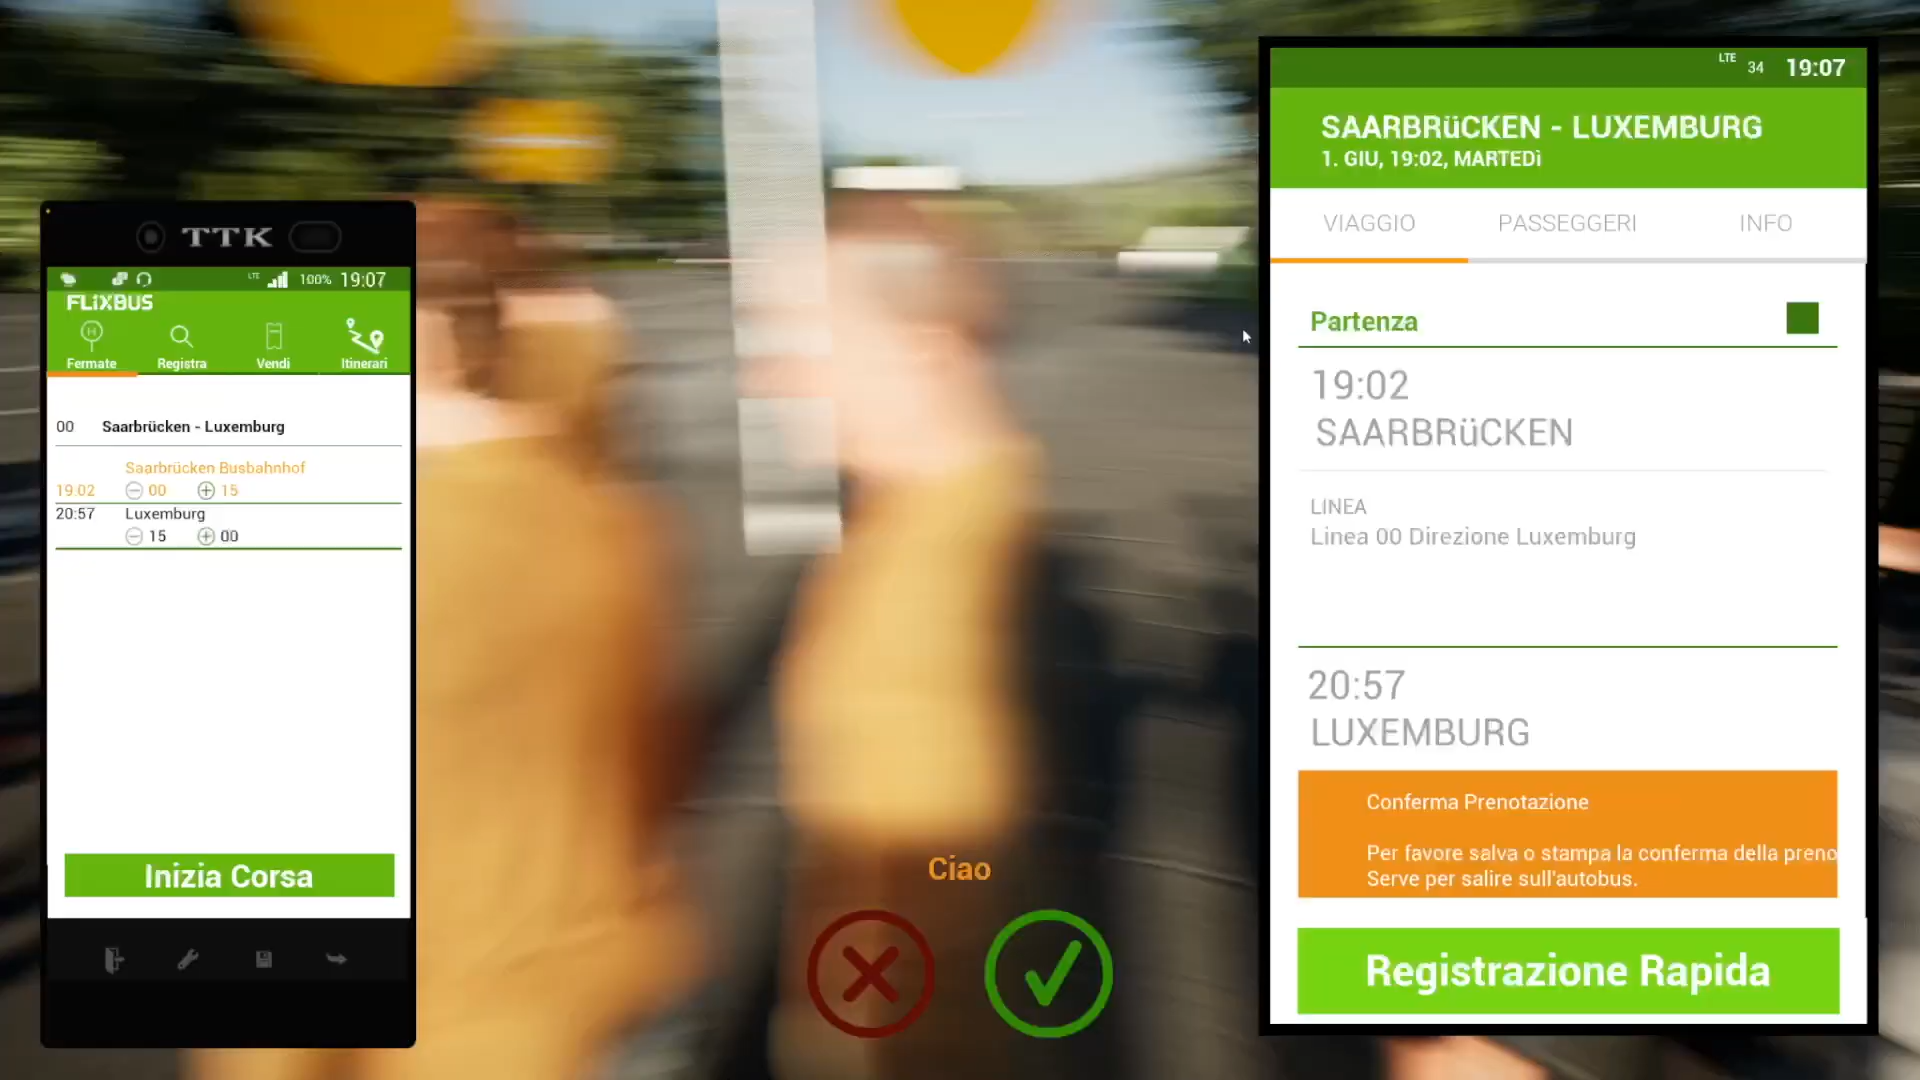 TTK
LTE 100% 19:07
FLiXBUS
Fermate Registra Vendi Itinerari
00 Saarbrücken - Luxemburg
Saarbrücken Busbahnhof
19:02 00 15
20:57 Luxemburg
15 00
Inizia Corsa
Ciao
LTE 34 19:07
SAARBRüCKEN - LUXEMBURG
1. GIU, 19:02, MARTEDì
VIAGGIO PASSEGGERI INFO
Partenza
19:02
SAARBRüCKEN
LINEA
Linea 00 Direzione Luxemburg
20:57
LUXEMBURG
Conferma Prenotazione
Per favore salva o stampa la conferma della preno
Serve per salire sull'autobus.
Registrazione Rapida